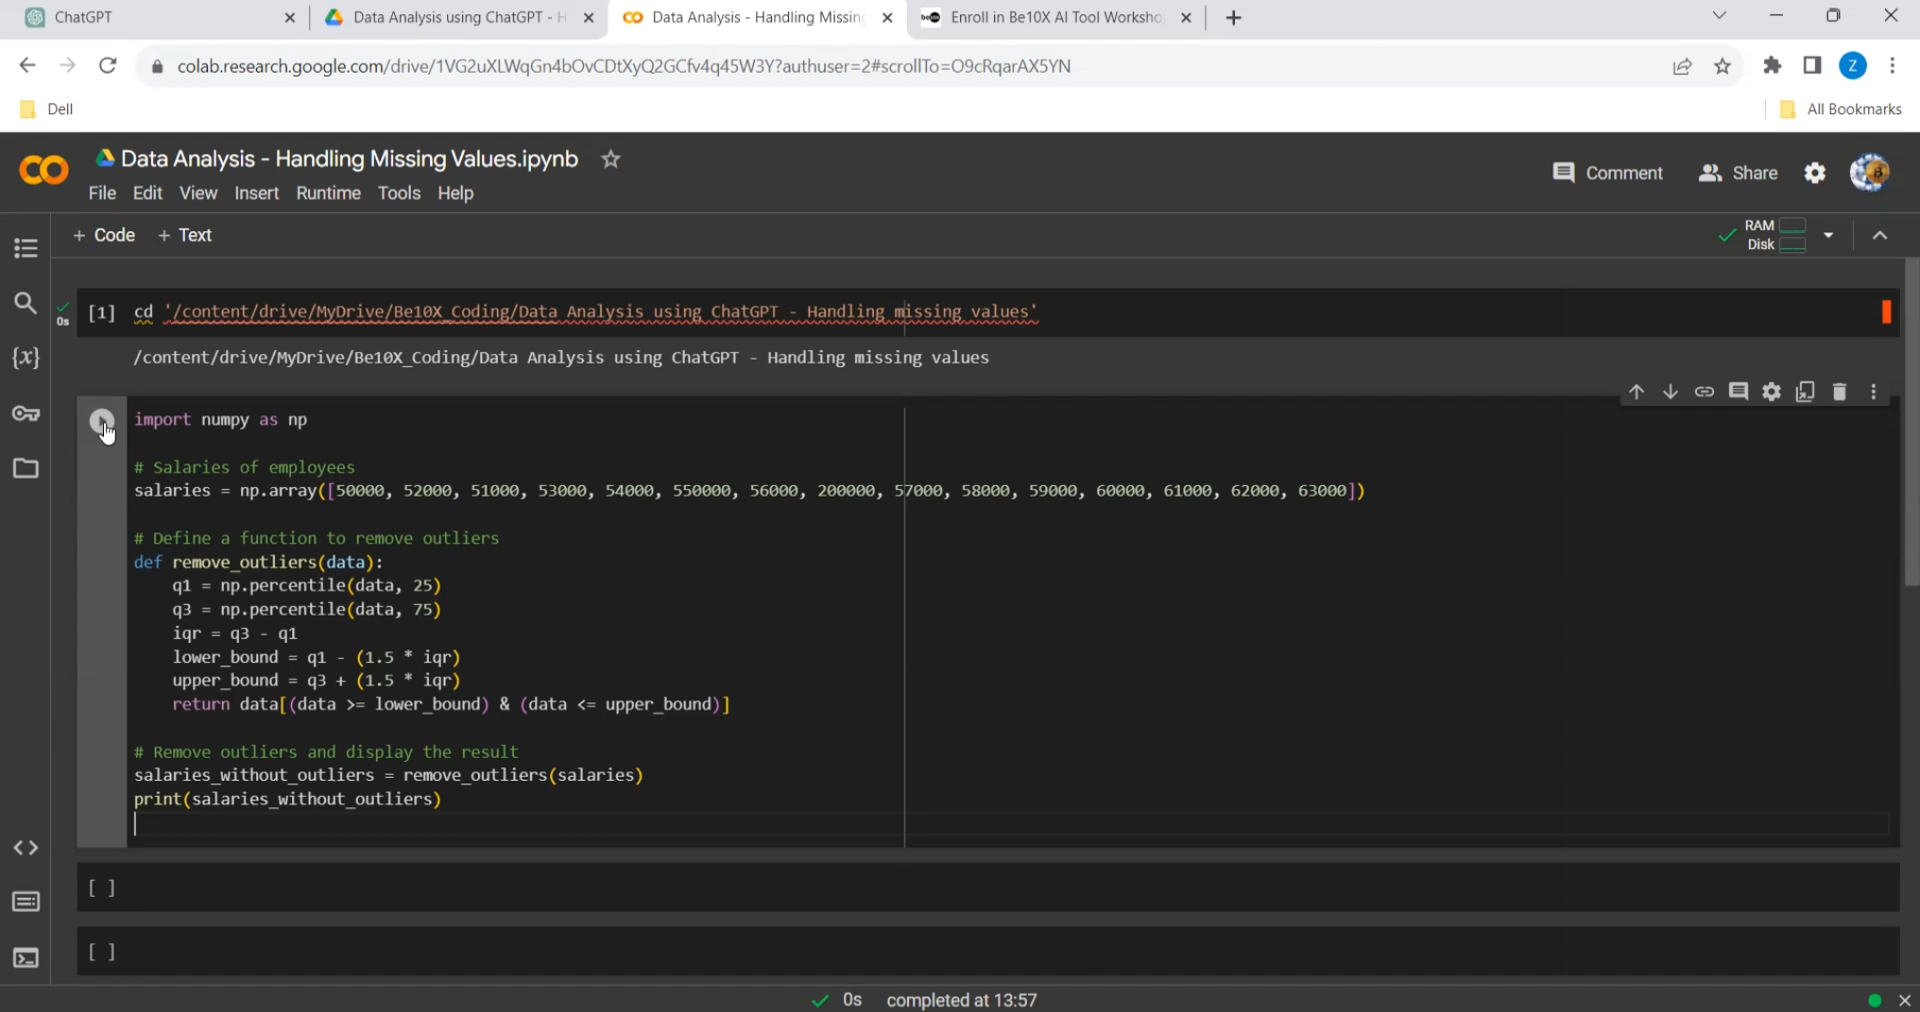 ChatGPT
Data Analysis using ChatGPT - H
Data Analysis - Handling Missin
Enroll in Be10X AI Tool Worksho
colab.research.google.com/drive/1VG2uXLWqGn4bOvCDtXyQ2GCfv4q45W3Y?authuser=2#scrollTo=O9cRqarAX5YN
Z
Dell
All Bookmarks
Data Analysis - Handling Missing Values.ipynb
Comment
Share
File Edit View Insert Runtime Tools Help
+ Code + Text
RAM
Disk
[1] cd '/content/drive/MyDrive/Be10X_Coding/Data Analysis using ChatGPT - Handling missing values'
0s
/content/drive/MyDrive/Be10X_Coding/Data Analysis using ChatGPT - Handling missing values
{x}
import numpy as np
# Salaries of employees
salaries = np.array([50000, 52000, 51000, 53000, 54000, 550000, 56000, 200000, 57000, 58000, 59000, 60000, 61000, 62000, 63000])
# Define a function to remove outliers
def remove_outliers(data):
q1 = np.percentile(data, 25)
q3 = np.percentile(data, 75)
iqr = q3 - q1
lower_bound = q1 - (1.5 * iqr)
upper_bound = q3 + (1.5 * iqr)
return data[(data >= lower_bound) & (data <= upper_bound)]
# Remove outliers and display the result
salaries_without_outliers = remove_outliers(salaries)
print(salaries_without_outliers)
[ ]
[ ]
0s completed at 13:57